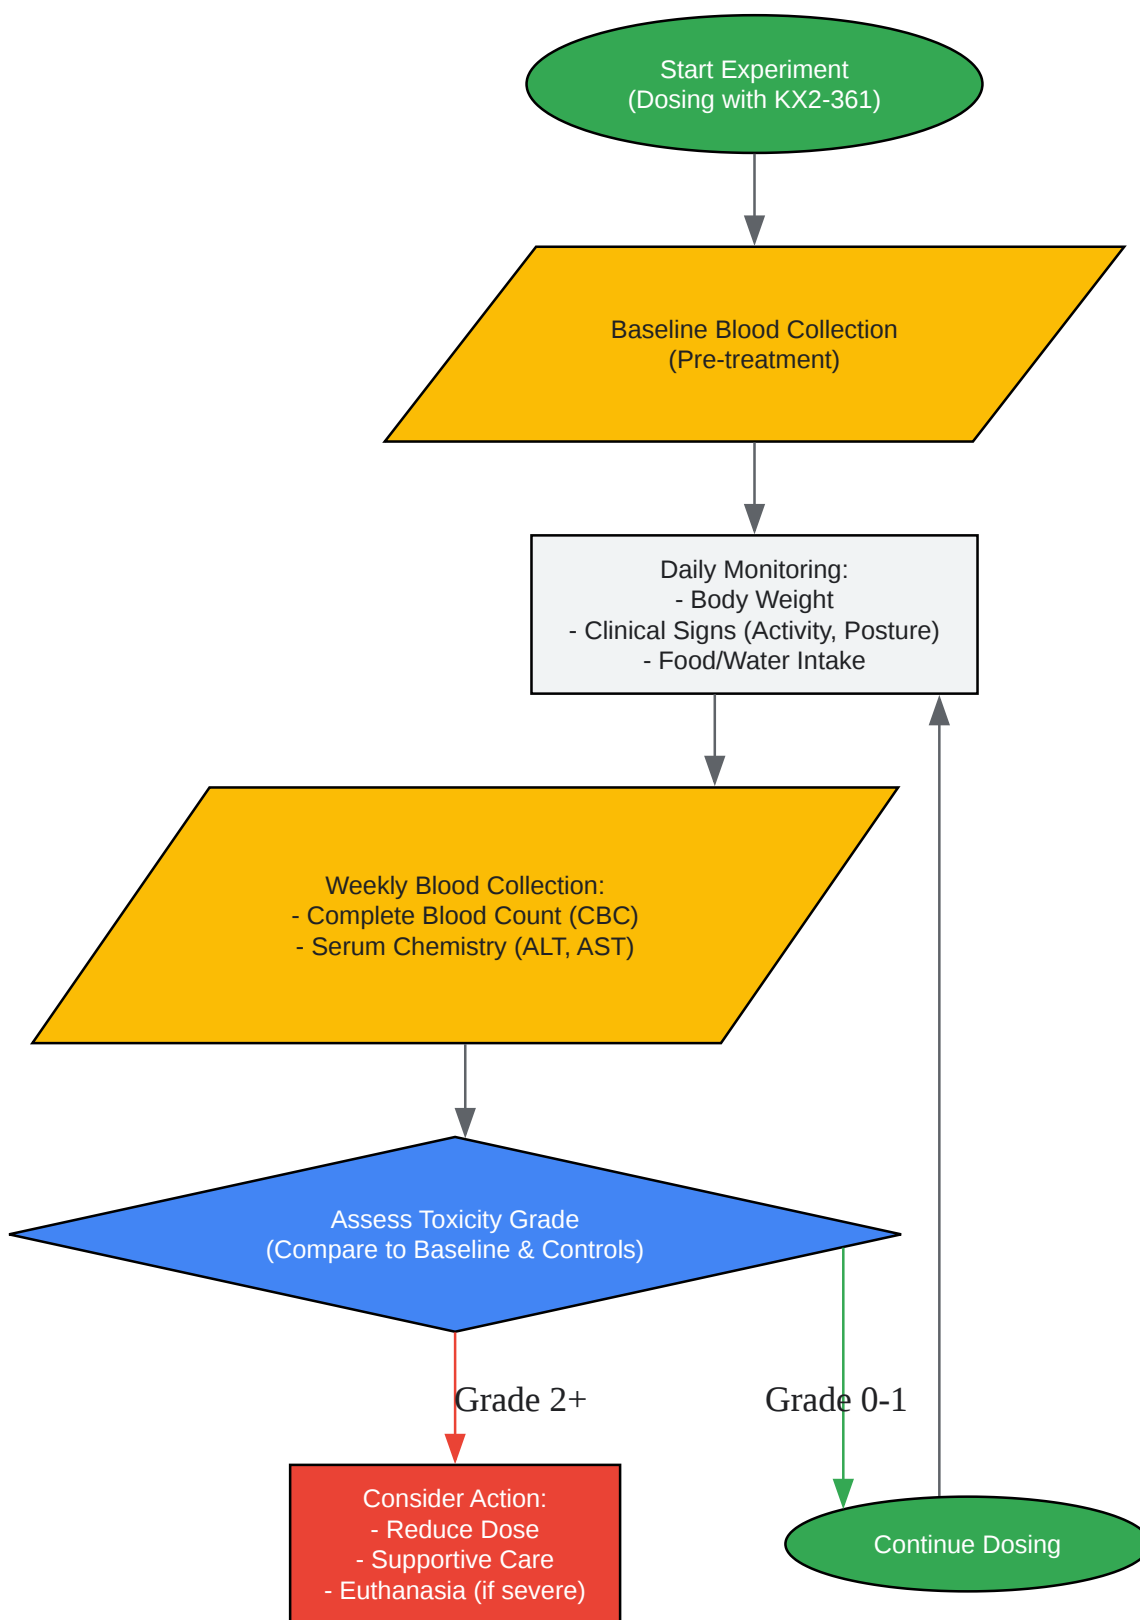 Start Experiment
(Dosing with KX2-361)
Baseline Blood Collection
(Pre-treatment)
Daily Monitoring:
- Body Weight
- Clinical Signs (Activity, Posture)
- Food/Water Intake
Weekly Blood Collection:
- Complete Blood Count (CBC)
- Serum Chemistry (ALT, AST)
Assess Toxicity Grade
(Compare to Baseline & Controls)
Grade 2+
Grade 0-1
Consider Action:
- Reduce Dose
- Supportive Care
- Euthanasia (if severe)
Continue Dosing